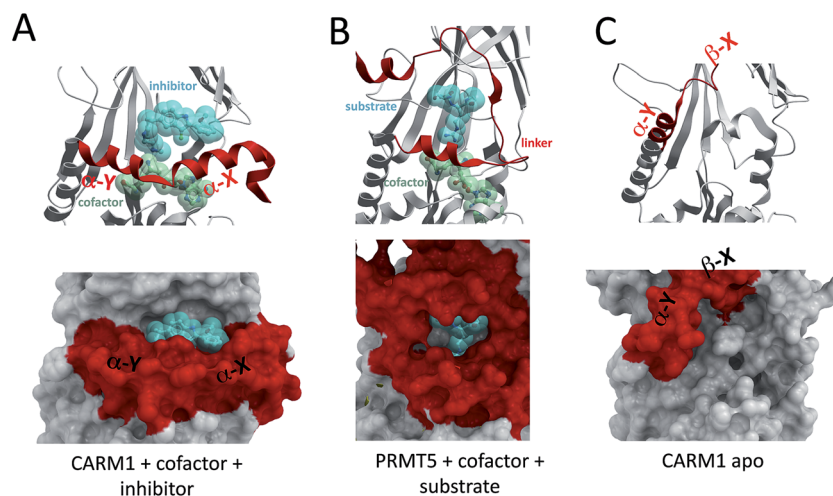 A
B
C
inhibitor
α-Y
α-X
cofactor
substrate
linker
cofactor
β-X
α-Y
α-Y
α-X
β-X
α-Y
CARM1 + cofactor +
inhibitor
PRMT5 + cofactor +
substrate
CARM1 apo